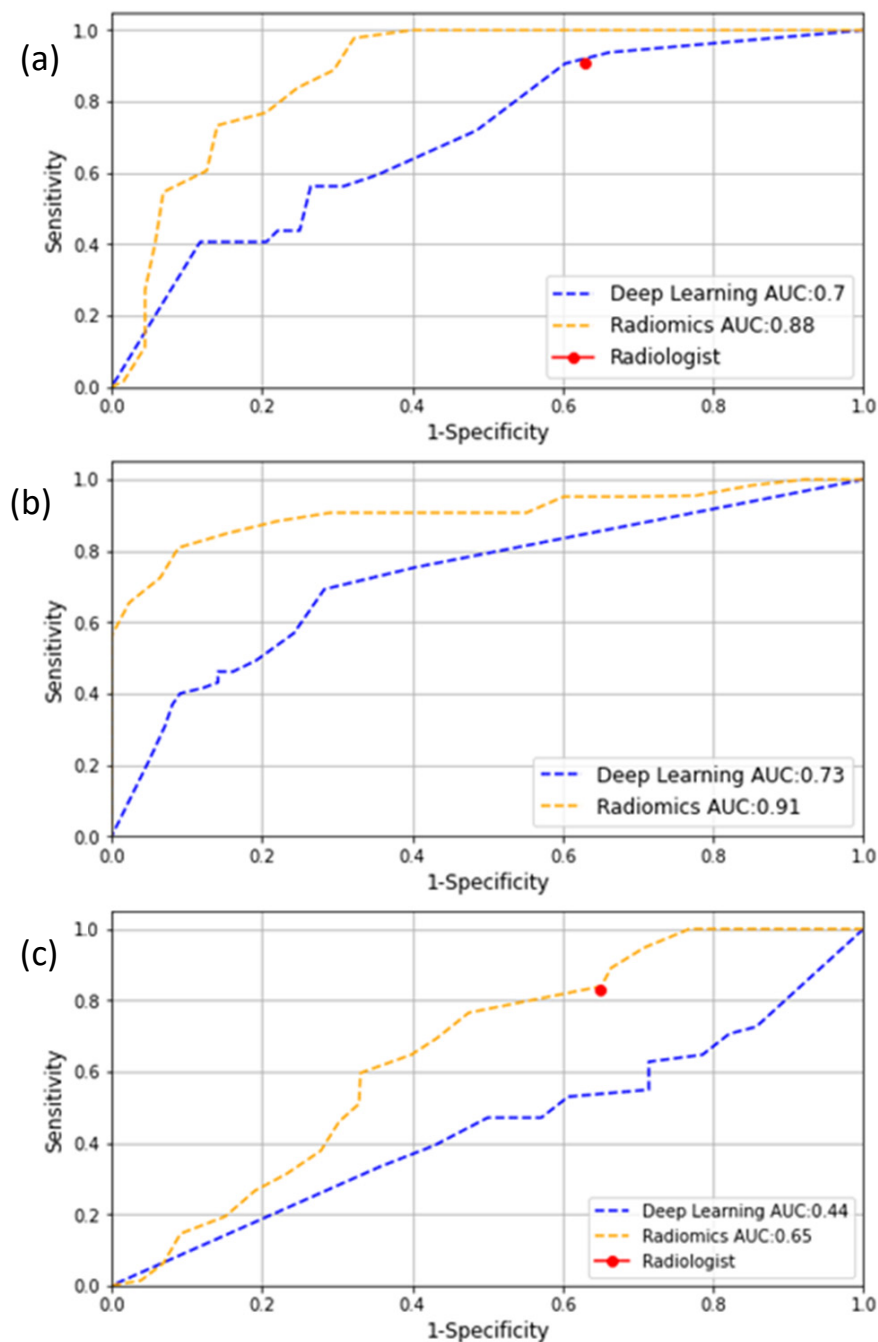 (a)
1.0
0.8
0.6
0.4
0.2
0.0
Sensitivity
Deep Learning AUC:0.7
Radiomics AUC:0.88
Radiologist
0.0 0.2 0.4 0.6 0.8 1.0
1-Specificity
(b)
1.0
0.8
0.6
0.4
0.2
0.0
Sensitivity
Deep Learning AUC:0.73
Radiomics AUC:0.91
0.0 0.2 0.4 0.6 0.8 1.0
1-Specificity
(c)
1.0
0.8
0.6
0.4
0.2
0.0
Sensitivity
Deep Learning AUC:0.44
Radiomics AUC:0.65
Radiologist
0.0 0.2 0.4 0.6 0.8 1.0
1-Specificity